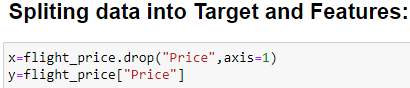 Spliting data into Target and Features:
x=flight_price.drop("Price",axis=1)
y=flight_price["Price"]